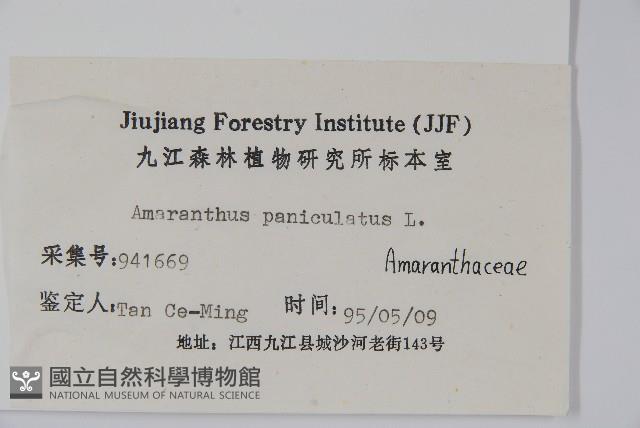 Jiujiang Forestry Institute (JJF)
九江森林植物研究所标本室
Amaranthus paniculatus L.
采集号:941669
Amaranthaceae
鉴定人:Tan Ce-Ming 时间:95/05/09
地址:江西九江县城沙河老街143号
國立自然科學博物館
NATIONAL MUSEUM OF NATURAL SCIENCE